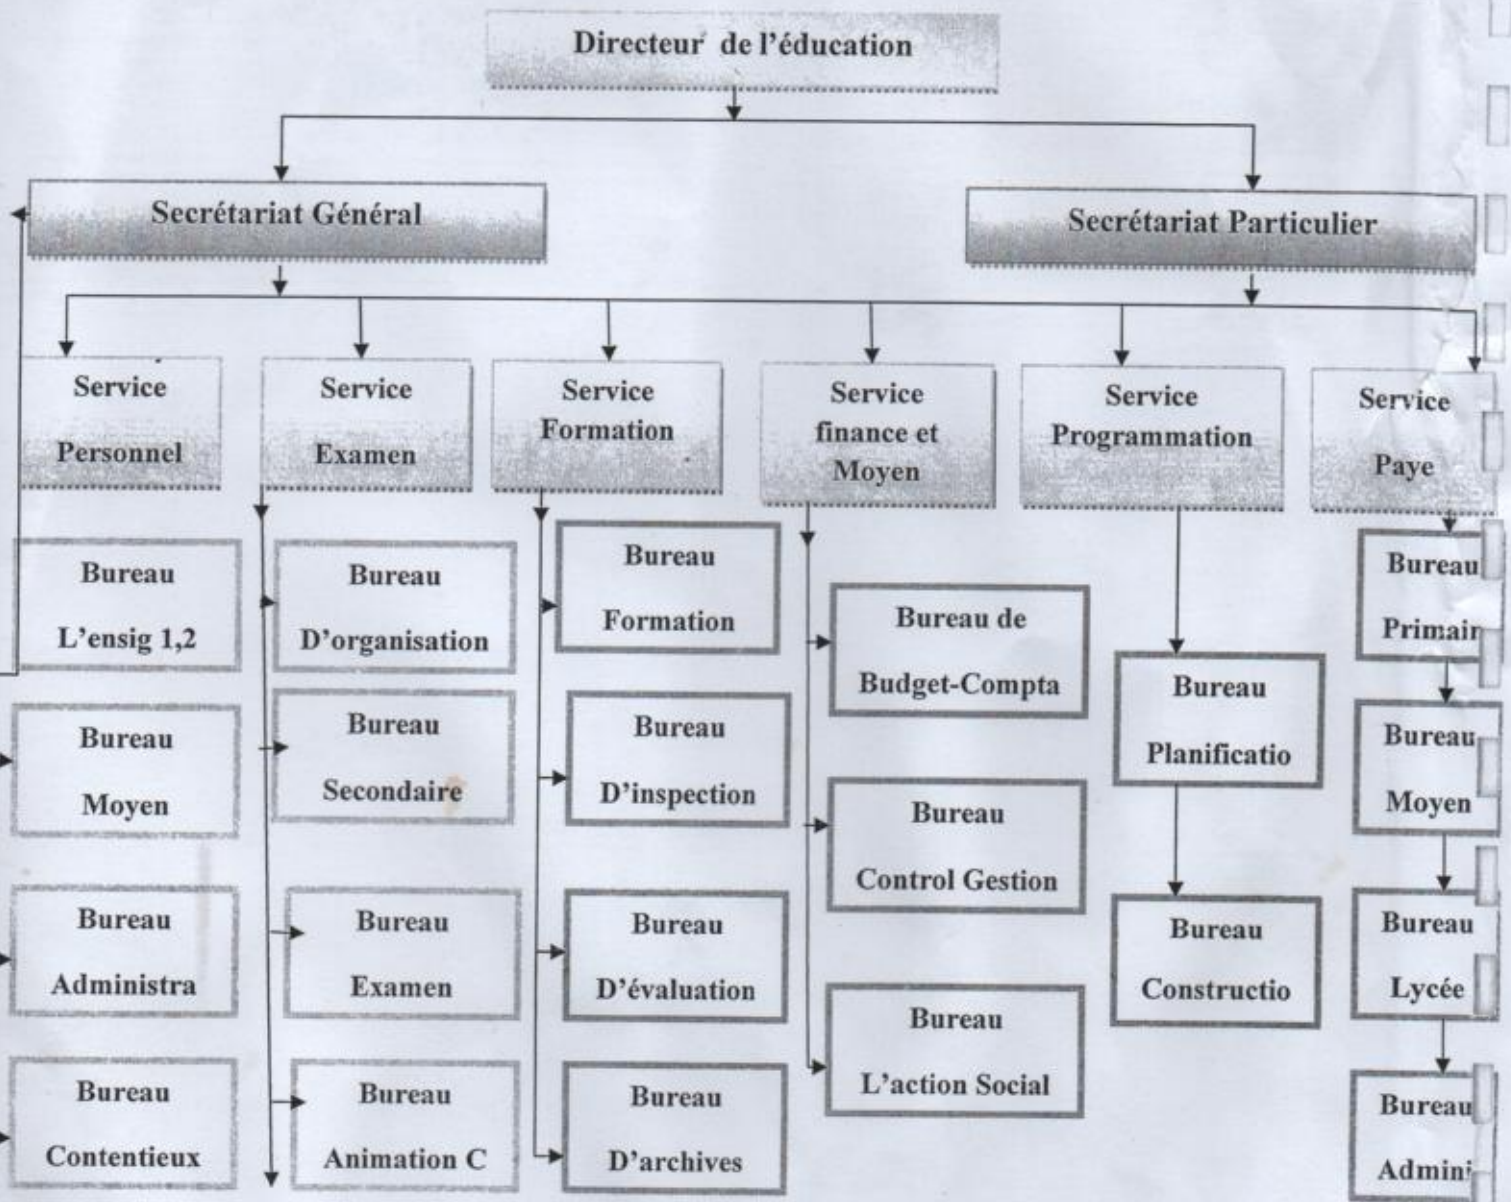 Directeur de l'éducation
Secrétariat Général
Secrétariat Particulier
Service
Personnel
Service
Examen
Service
Formation
Service
finance et
Moyen
Service
Programmation
Service
Paye
Bureau
L'ensig 1,2
Bureau
Moyen
Bureau
Administra
Bureau
Contentieux
Bureau
D'organisation
Bureau
Secondaire
Bureau
Examen
Bureau
Animation C
Bureau
Formation
Bureau
D'inspection
Bureau
D'évaluation
Bureau
D'archives
Bureau de
Budget-Compta
Bureau
Control Gestion
Bureau
L'action Social
Bureau
Planificatio
Bureau
Constructio
Bureau
Primair
Bureau
Moyen
Bureau
Lycée
Bureau
Admini